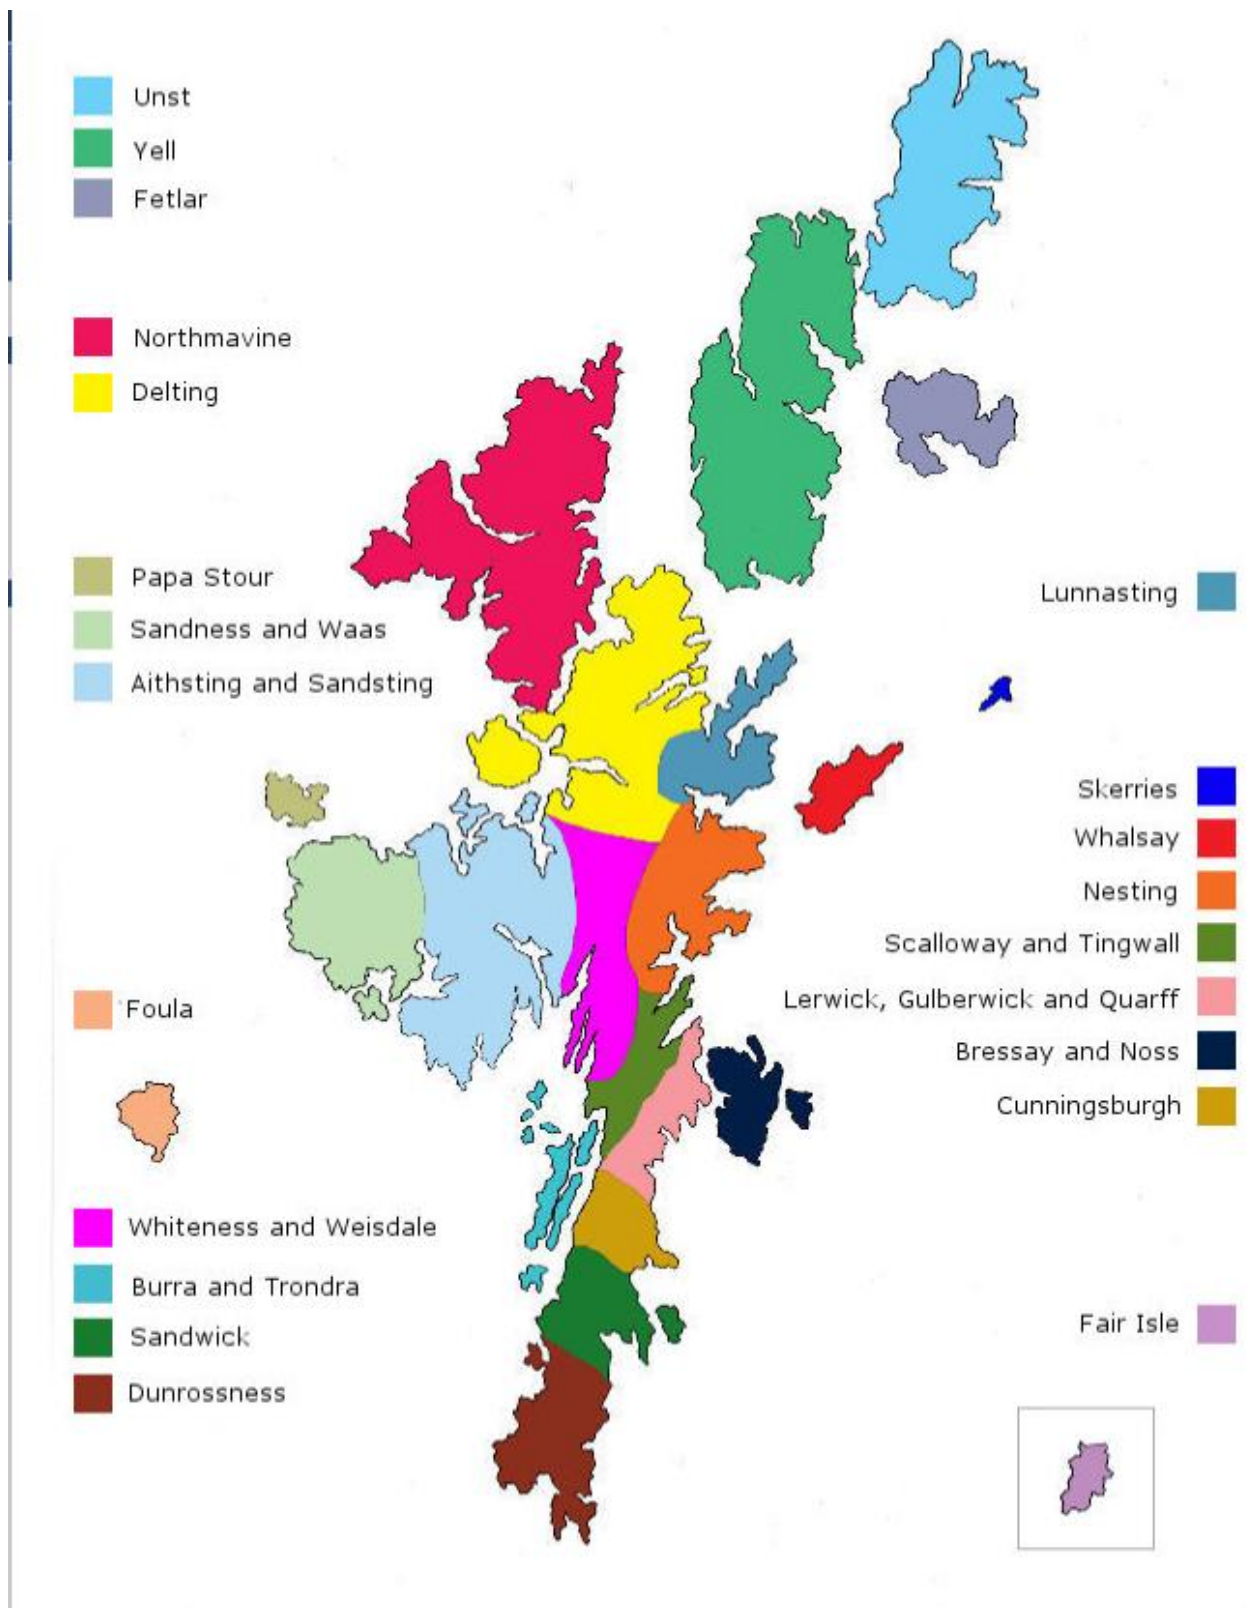 Unst
Yell
Fetlar
Northmavine
Delting
Papa Stour
Sandness and Waas
Aithsting and Sandsting
Foula
Whiteness and Weisdale
Burra and Trondra
Sandwick
Dunrossness
Lunnasting
Skerries
Whalsay
Nesting
Scalloway and Tingwall
Lerwick, Gulberwick and Quarff
Bressay and Noss
Cunningsburgh
Fair Isle